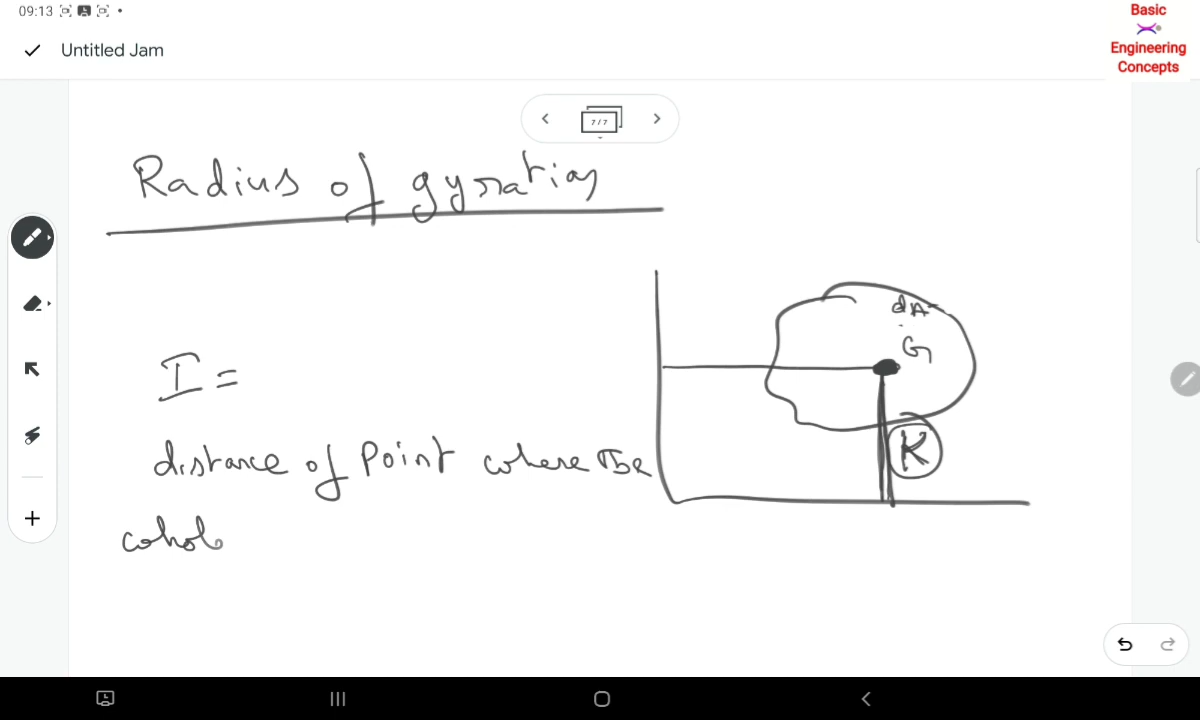 09:13
Untitled Jam
Basic
Engineering
Concepts
7/7
Radius of gyration
dA
G
I =
K
distance of Point where the
whole